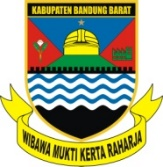 KABUPATEN BANDUNG BARAT
WIBAWA MUKTI KERTA RAHARJA